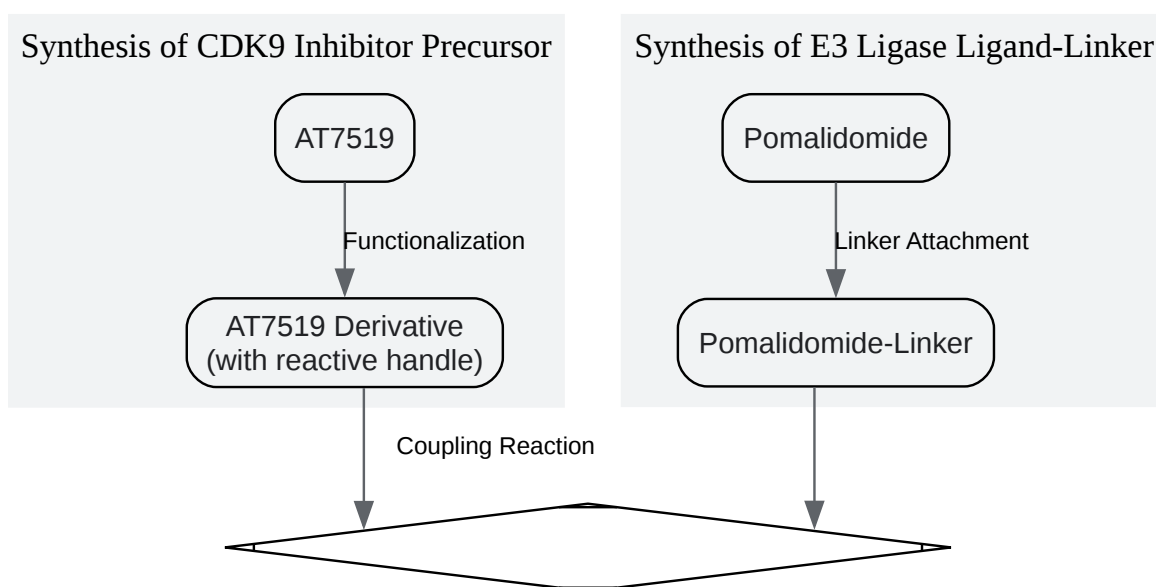 Synthesis of CDK9 Inhibitor Precursor
AT7519
Functionalization
AT7519 Derivative
(with reactive handle)
Synthesis of E3 Ligase Ligand-Linker
Pomalidomide
Linker Attachment
Pomalidomide-Linker
Coupling Reaction